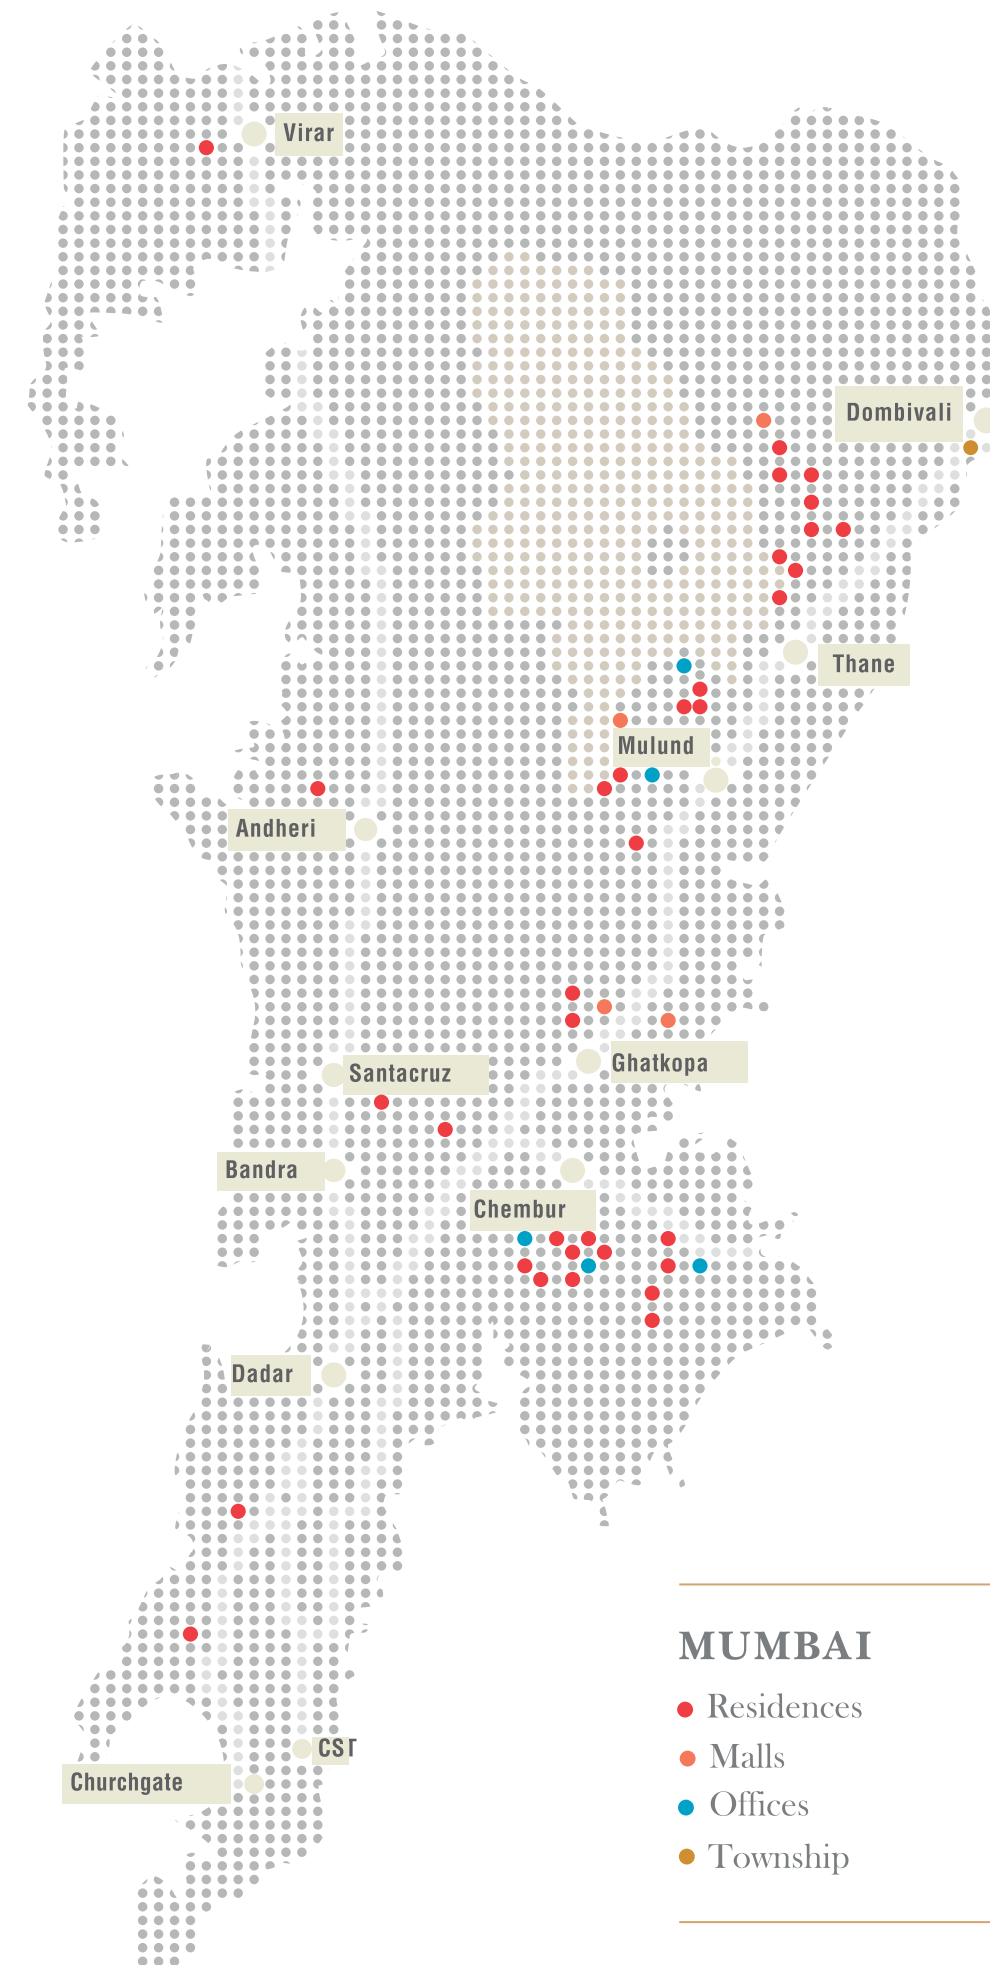 Virar
Dombivali
Thane
Mulund
Andheri
Ghatkopa
Santacruz
Bandra
Chembur
Dadar
CST
Churchgate
MUMBAI
Residences
Malls
Offices
Township